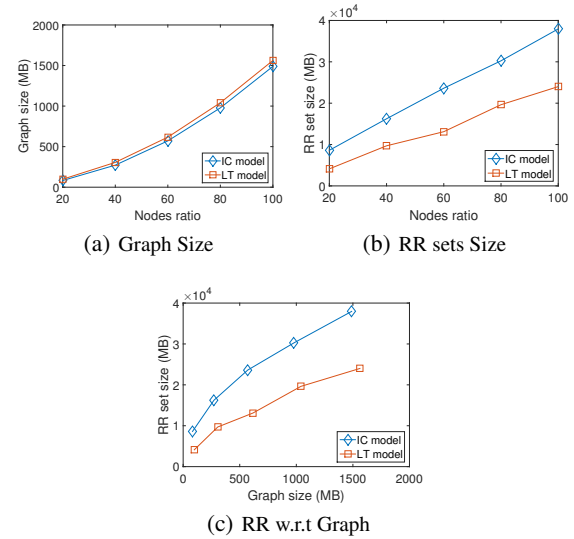 2000
1500
1000
500
0
Graph size (MB)
20 40 60 80 100
Nodes ratio
IC model
LT model
(a) Graph Size
×10^4
4
3
2
1
0
RR set size (MB)
20 40 60 80 100
Nodes ratio
IC model
LT model
(b) RR sets Size
×10^4
4
3
2
1
0
RR set size (MB)
0 500 1000 1500 2000
Graph size (MB)
IC model
LT model
(c) RR w.r.t Graph